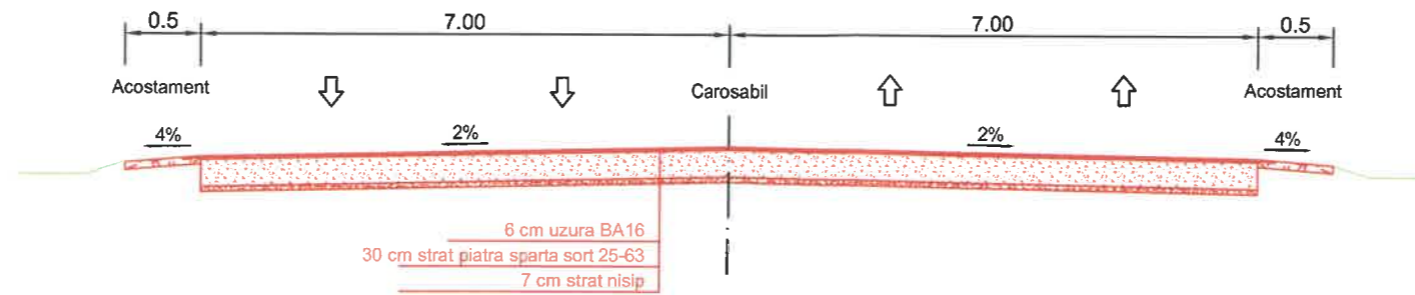 0.5 7.00 7.00 0.5
Acostament Carosabil Acostament
4% 2% 2% 4%
6 cm uzura BA16
30 cm strat piatra sparta sort 25-63
7 cm strat nisip